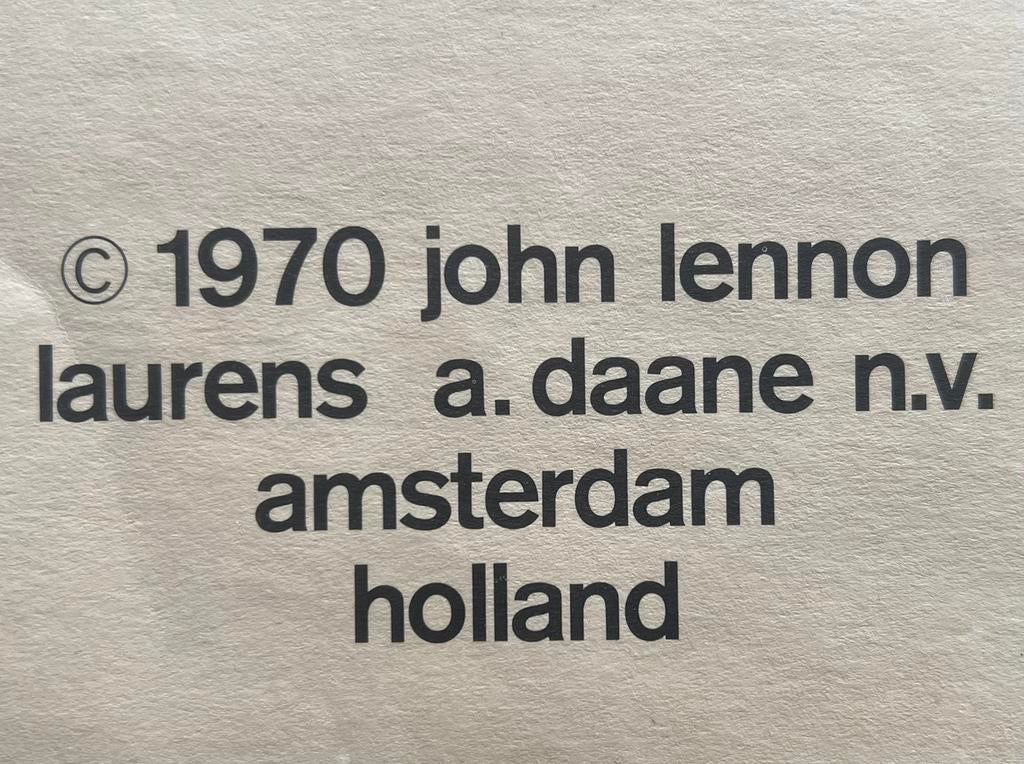 © 1970 john lennon
laurens a. daane n.v.
amsterdam
holland